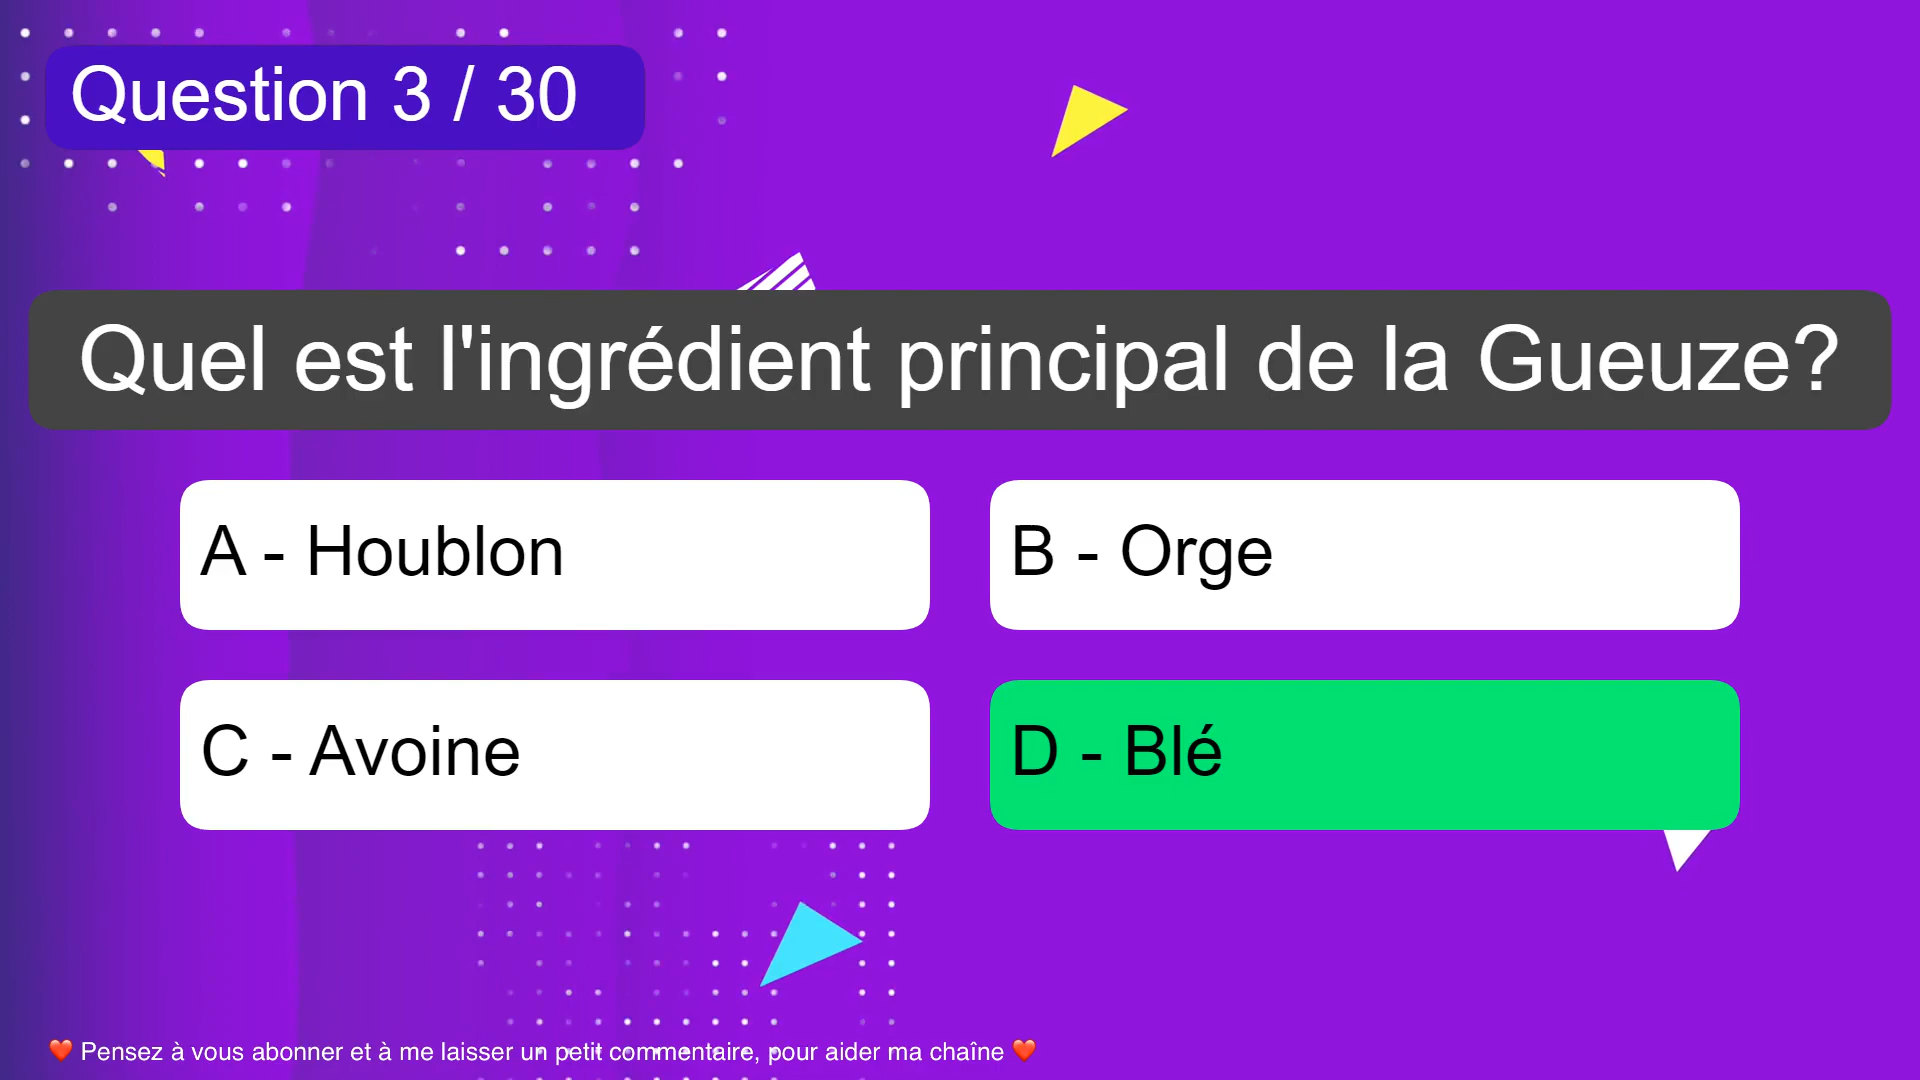 Question 3 / 30
Quel est l'ingrédient principal de la Gueuze?
A - Houblon
B - Orge
C - Avoine
D - Blé
❤️ Pensez à vous abonner et à me laisser un petit commentaire, pour aider ma chaîne ❤️